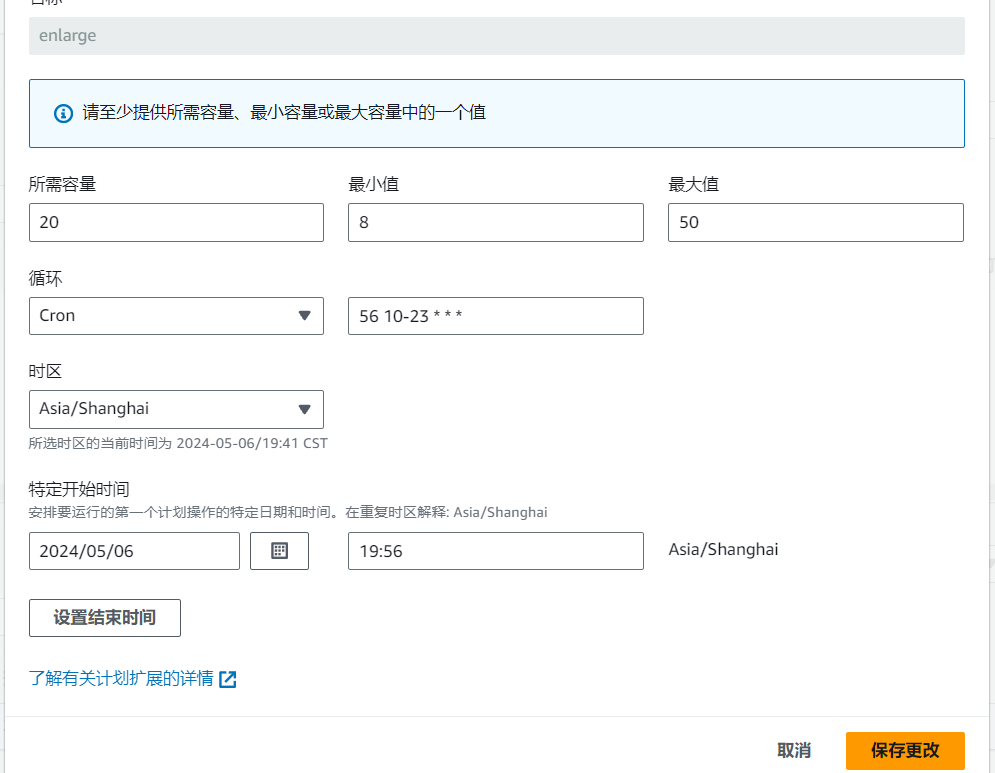 enlarge
请至少提供所需容量、最小容量或最大容量中的一个值
所需容量 最小值 最大值
20 8 50
循环
Cron 56 10-23 * * *
时区
Asia/Shanghai
所选时区的当前时间为 2024-05-06/19:41 CST
特定开始时间
安排要运行的第一个计划操作的特定日期和时间。在重复时区解释: Asia/Shanghai
2024/05/06 19:56 Asia/Shanghai
设置结束时间
了解有关计划扩展的详情
取消 保存更改